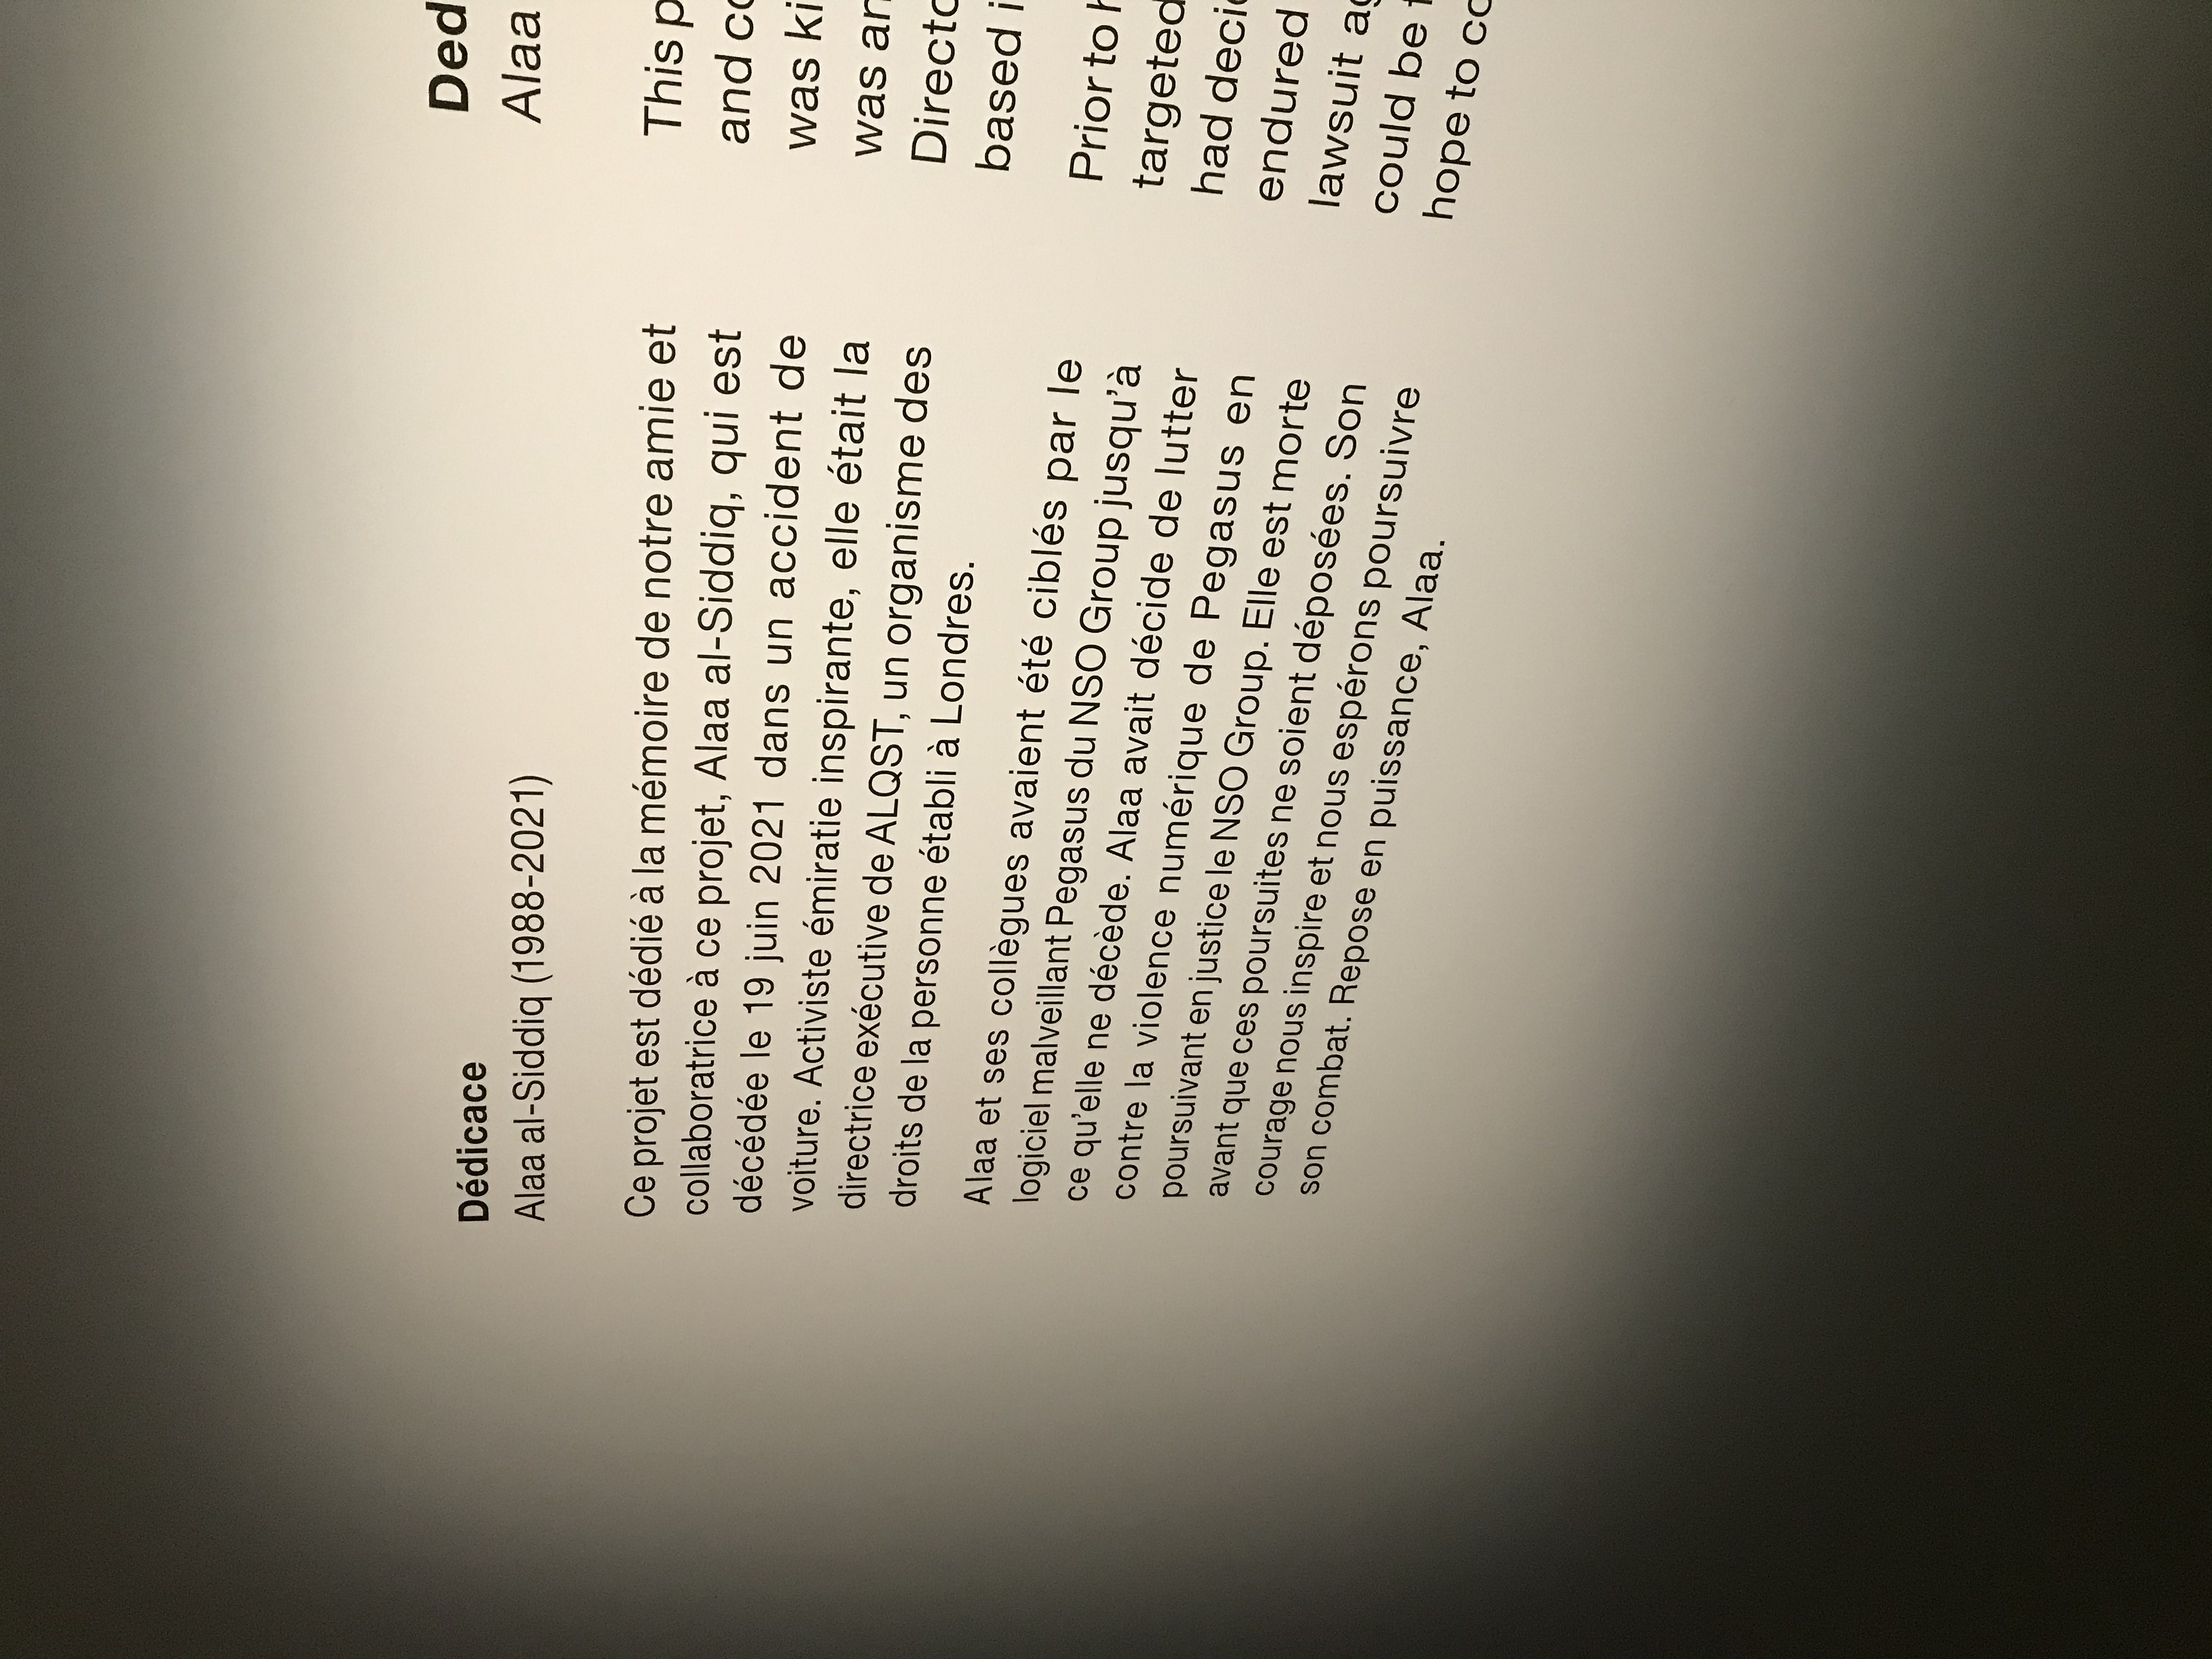 Dédicace
Alaa al-Siddiq (1988-2021)
Ce projet est dédié à la mémoire de notre amie et
collaboratrice à ce projet, Alaa al-Siddiq, qui est
décédée le 19 juin 2021 dans un accident de
voiture. Activiste émiratie inspirante, elle était la
directrice exécutive de ALQST, un organisme des
droits de la personne établi à Londres.
Alaa et ses collègues avaient été ciblés par le
logiciel malveillant Pegasus du NSO Group jusqu'à
ce qu'elle ne décède. Alaa avait décide de lutter
contre la violence numérique de Pegasus en
poursuivant en justice le NSO Group. Elle est morte
avant que ces poursuites ne soient déposées. Son
courage nous inspire et nous espérons poursuivre
son combat. Repose en puissance, Alaa.
Ded
Alaa
This p
and co
was ki
was an
Directo
based i
Prior to h
targeted
had deci
endured
lawsuit ag
could be f
hope to co